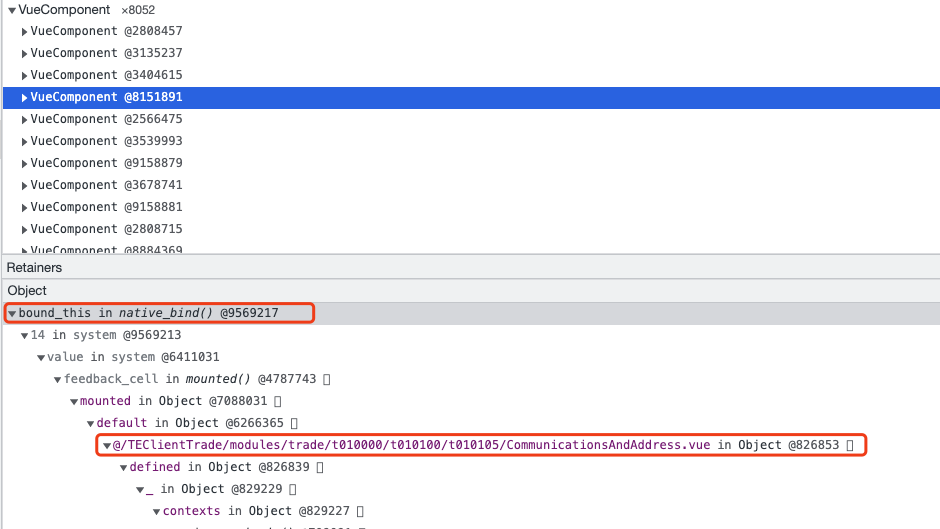 VueComponent ×8052
VueComponent @2808457
VueComponent @3135237
VueComponent @3404615
VueComponent @8151891
VueComponent @2566475
VueComponent @3539993
VueComponent @9158879
VueComponent @3678741
VueComponent @9158881
VueComponent @2808715
VueComponent @8884369
Retainers
Object
bound_this in native_bind() @9569217
14 in system @9569213
value in system @6411031
feedback_cell in mounted() @4787743
mounted in Object @7088031
default in Object @6266365
@/TEClientTrade/modules/trade/t010000/t010100/t010105/CommunicationsAndAddress.vue in Object @826853
defined in Object @826839
_ in Object @829229
contexts in Object @829227